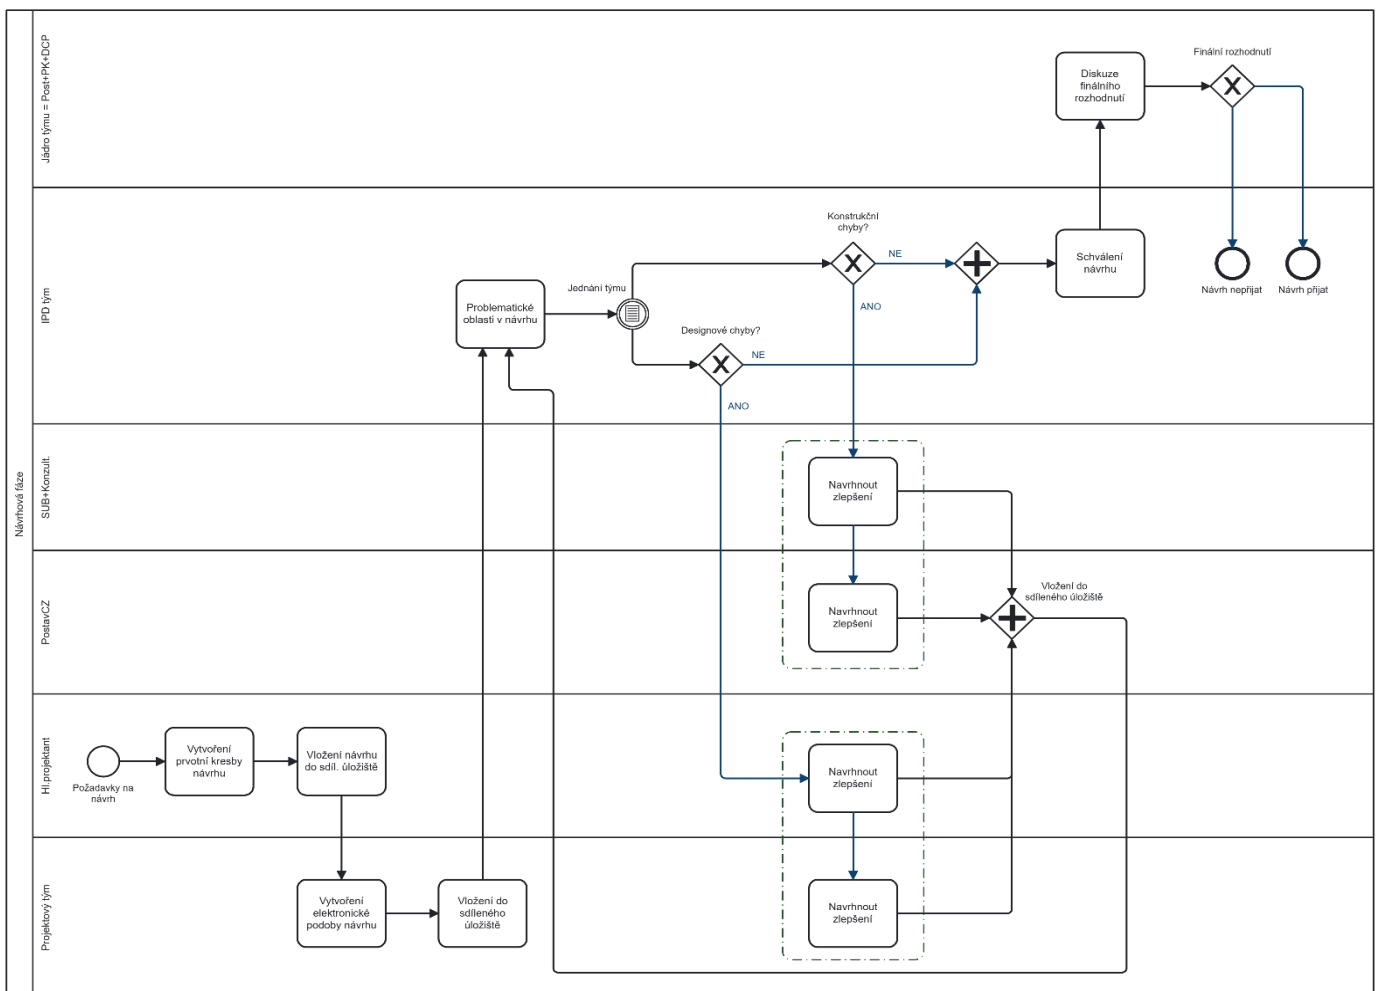 Návrhová fáze
Jádro týmu = Post+PK+DCP
Diskuze
finálního
rozhodnutí
Finální rozhodnutí
IPD tým
Problematické
oblasti v návrhu
Jednání týmu
Konstrukční
chyby?
NE
ANO
Designové chyby?
NE
ANO
Schválení
návrhu
Návrh nepřijat
Návrh přijat
SUB+Konzult.
Navrhnout
zlepšení
PostavCZ
Navrhnout
zlepšení
Vložení do
sdíleného úložiště
Hl.projektant
Požadavky na
návrh
Vytvoření
prvotní kresby
návrhu
Vložení návrhu
do sdíl. úložiště
Navrhnout
zlepšení
Projektový tým
Vytvoření
elektronické
podoby návrhu
Vložení do
sdíleného
úložiště
Navrhnout
zlepšení